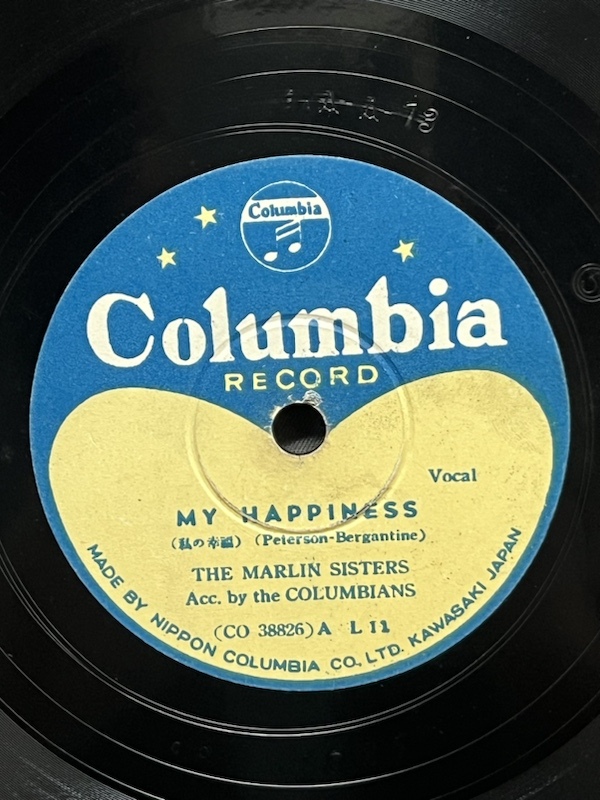 Columbia
Columbia
RECORD
Vocal
MY HAPPINESS
(私の幸福) (Peterson-Bergantine)
THE MARLIN SISTERS
Acc. by the COLUMBIANS
(CO 38826) A L 11
MADE BY NIPPON COLUMBIA CO., LTD. KAWASAKI JAPAN